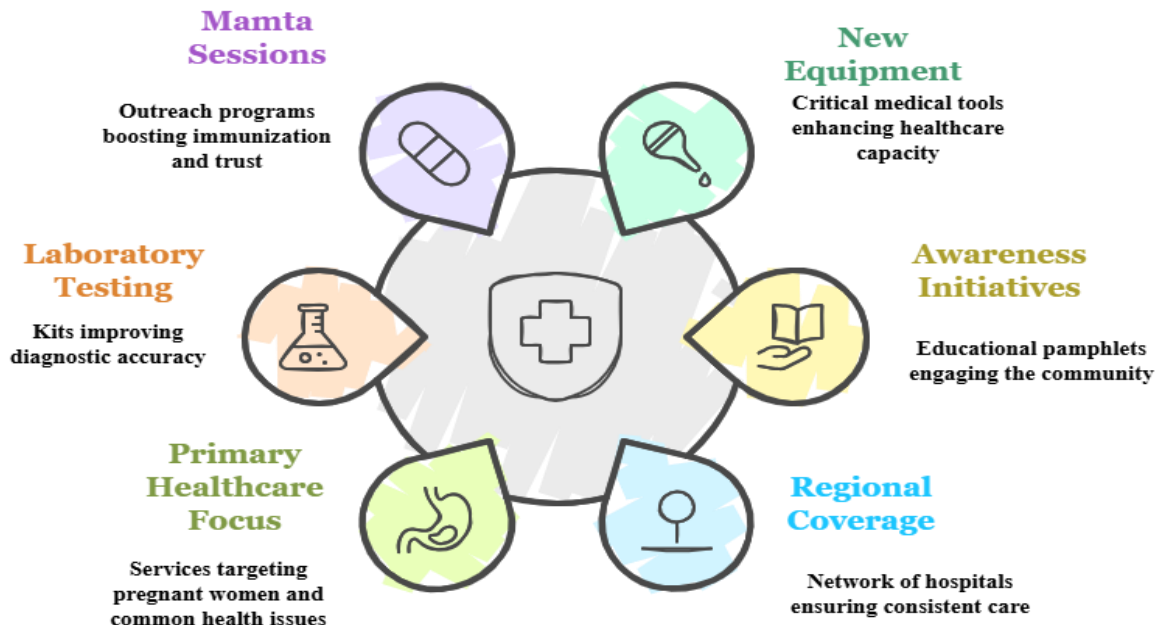 Mamta
Sessions
Outreach programs
boosting immunization
and trust
New
Equipment
Critical medical tools
enhancing healthcare
capacity
Laboratory
Testing
Kits improving
diagnostic accuracy
Awareness
Initiatives
Educational pamphlets
engaging the community
Primary
Healthcare
Focus
Services targeting
pregnant women and
common health issues
Regional
Coverage
Network of hospitals
ensuring consistent care